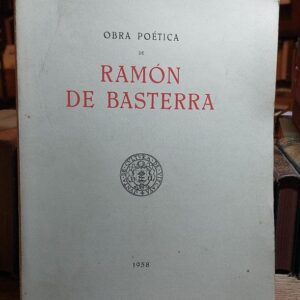 OBRA POÉTICA
DE
RAMÓN
DE BASTERRA
1958